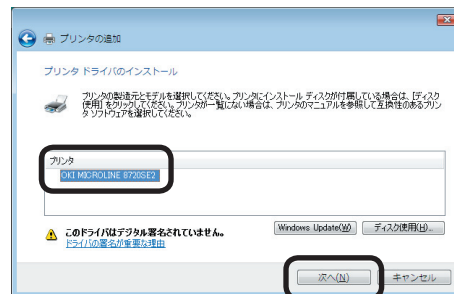 プリンタの追加
プリンタ ドライバのインストール
プリンタの製造元とモデルを選択してください。プリンタにインストール ディスクが付属している場合は、[ディスク
使用] をクリックしてください。プリンタが一覧にない場合は、プリンタのマニュアルを参照して互換性のあるプリン
タ ソフトウェアを選択してください。
プリンタ
OKI MICROLINE 8720SE2
このドライバはデジタル署名されていません。
ドライバの署名が重要な理由
Windows Update(W)
ディスク使用(H)...
次へ(N)
キャンセル